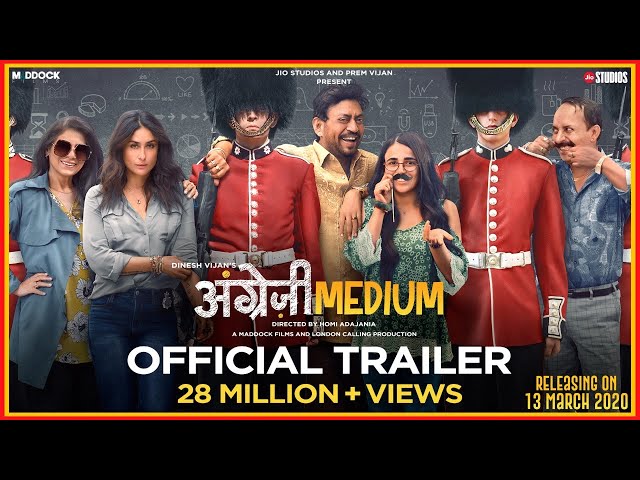 MADDOCK
FILMS
JIO STUDIOS AND PREM VIJAN
PRESENT
Jio STUDIOS
DINESH VIJAN'S
अंग्रेज़ी MEDIUM
DIRECTED BY HOMI ADAJANIA
A MADDOCK FILMS AND LONDON CALLING PRODUCTION
OFFICIAL TRAILER
28 MILLION + VIEWS
RELEASING ON
13 MARCH 2020